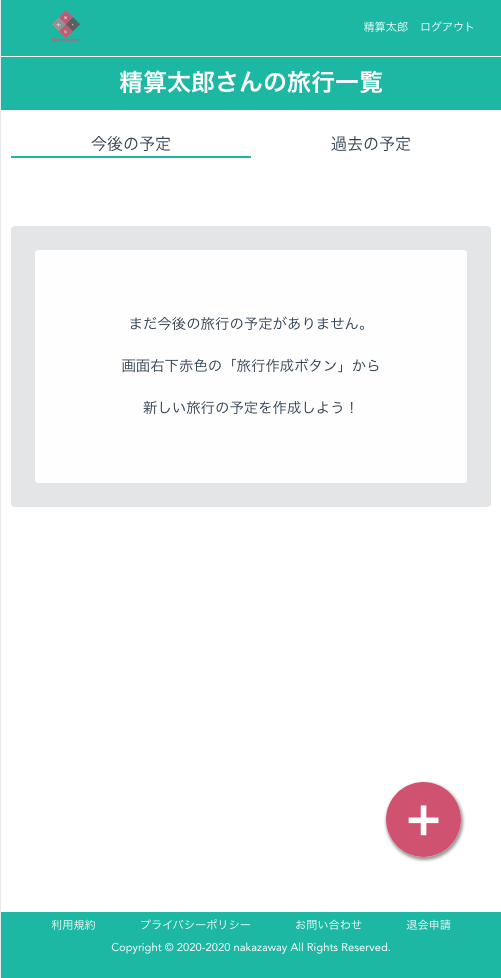 精算太郎 ログアウト
精算太郎さんの旅行一覧
今後の予定 過去の予定
まだ今後の旅行の予定がありません。
画面右下赤色の「旅行作成ボタン」から
新しい旅行の予定を作成しよう！
利用規約 プライバシーポリシー お問い合わせ 退会申請
Copyright © 2020-2020 nakazaway All Rights Reserved.